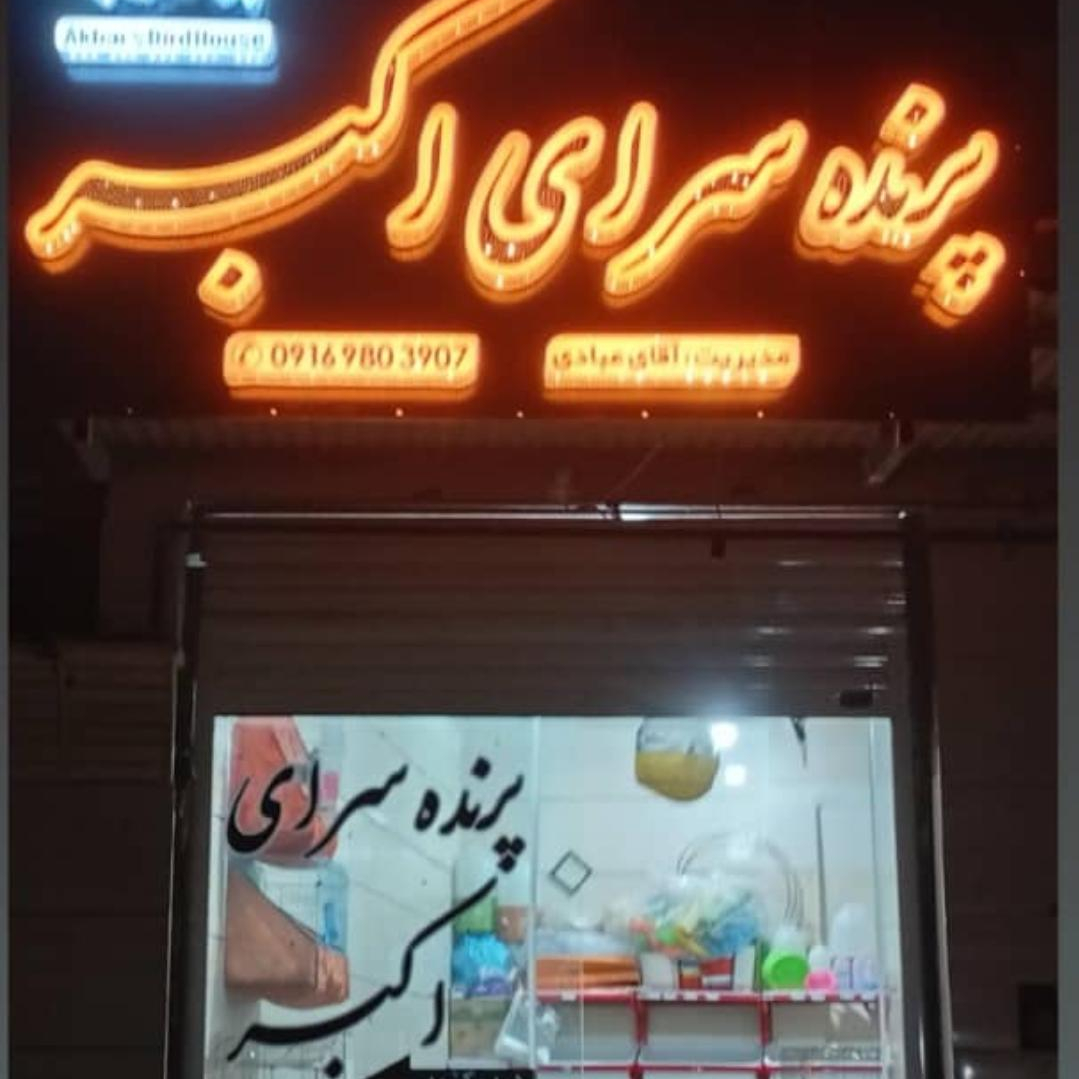 Akbar's BirdHouse
پرنده سرای اکبر
مدیریت: آقای عبادی
✆ 0916 980 3907
پرنده سرای
اکبر